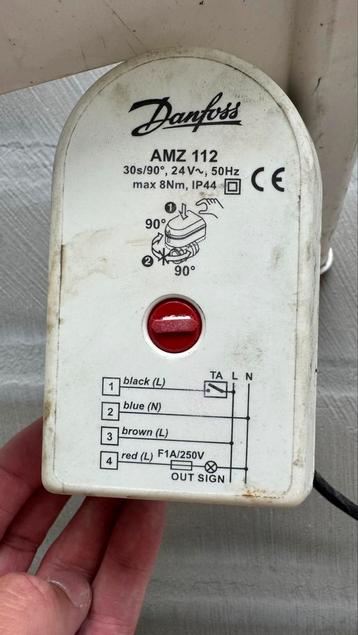 Danfoss
AMZ 112
30s/90°, 24V~, 50Hz
max 8Nm, IP44
CE
1
90°
2
90°
TA L N
1 black (L)
2 blue (N)
3 brown (L)
4 red (L) F1A/250V
OUT SIGN